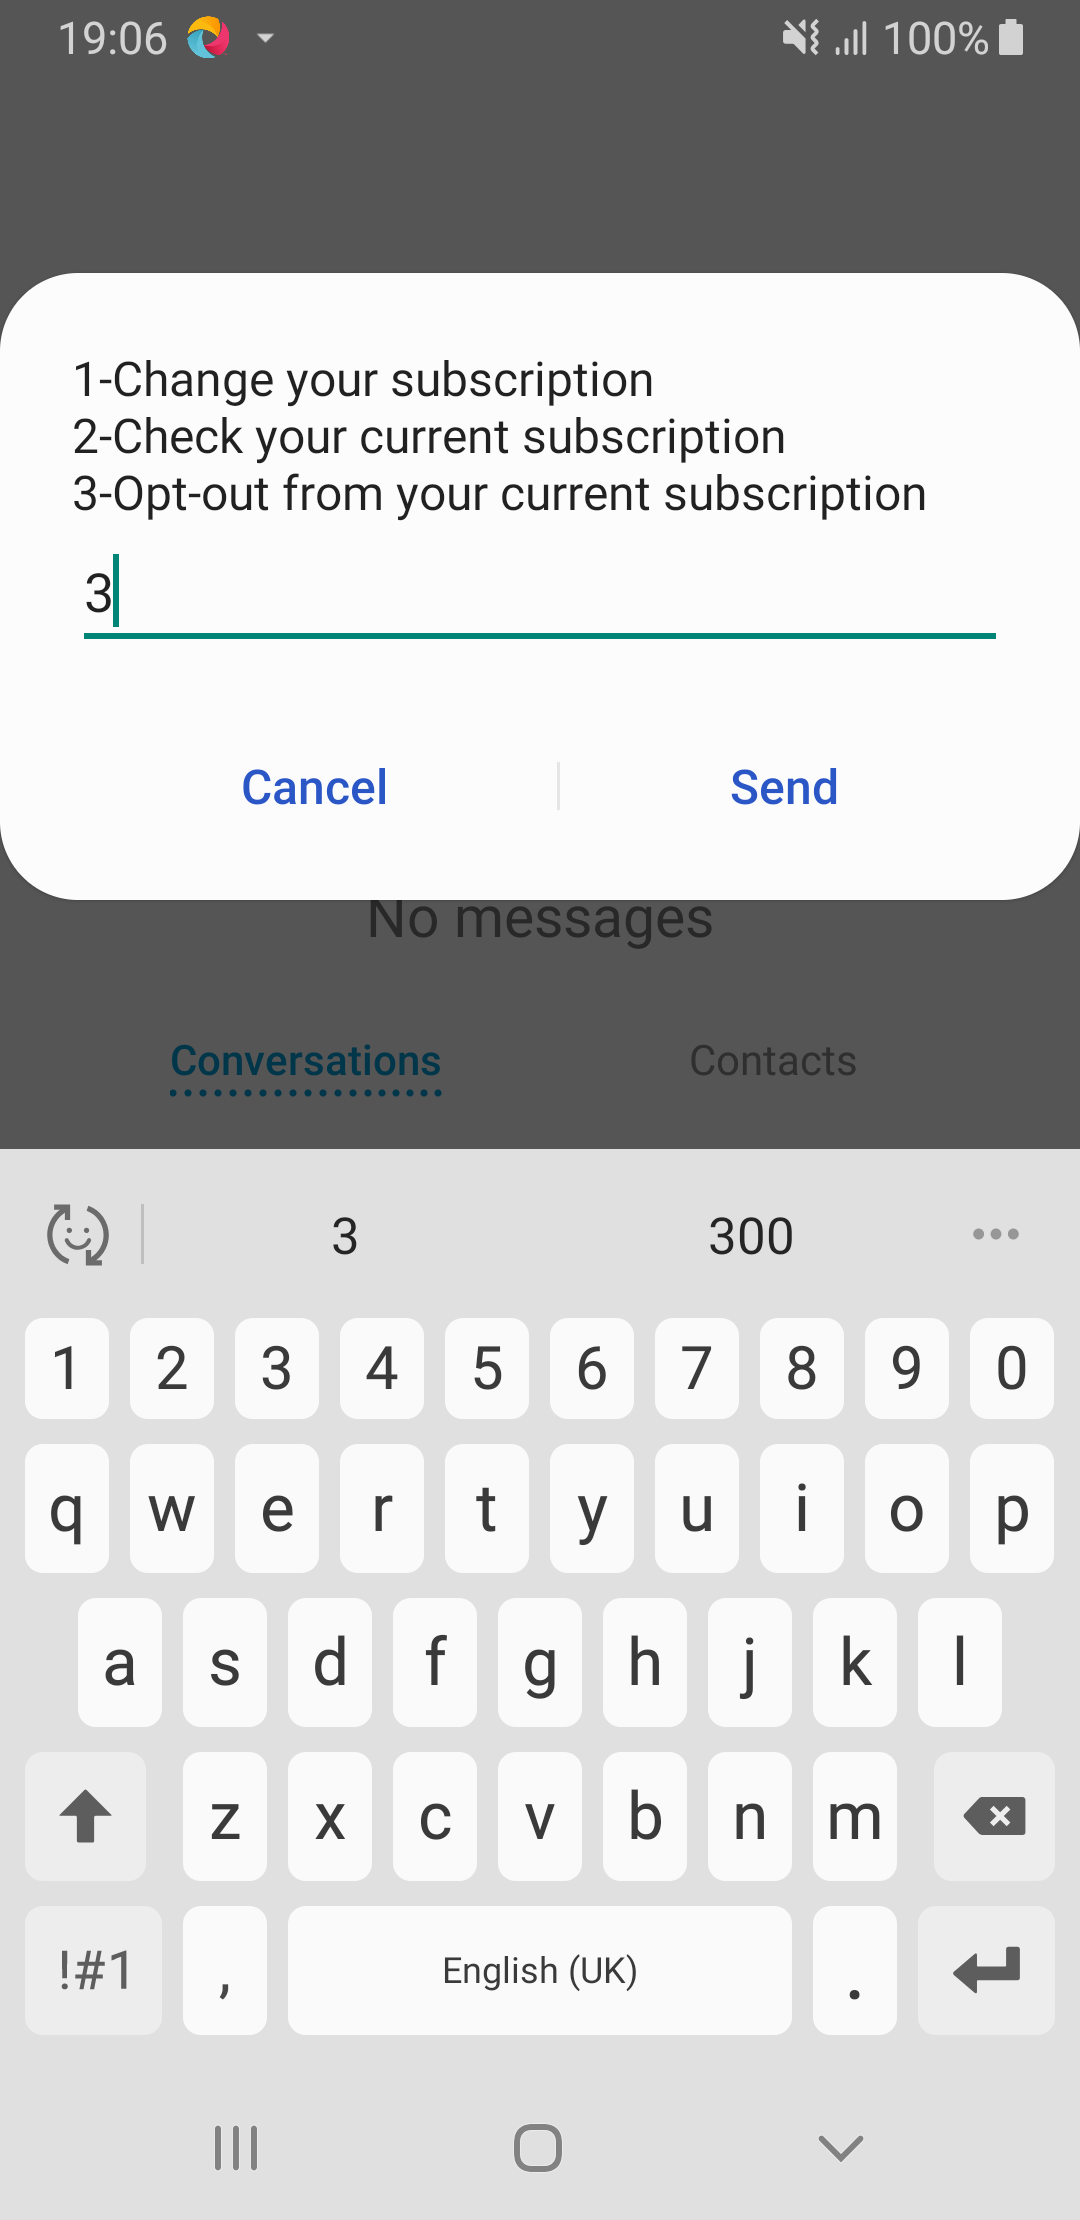 19:06 100%
1-Change your subscription
2-Check your current subscription
3-Opt-out from your current subscription
3
Cancel Send
No messages
Conversations Contacts
3 300
1 2 3 4 5 6 7 8 9 0
q w e r t y u i o p
a s d f g h j k l
z x c v b n m
!#1 , English (UK) .